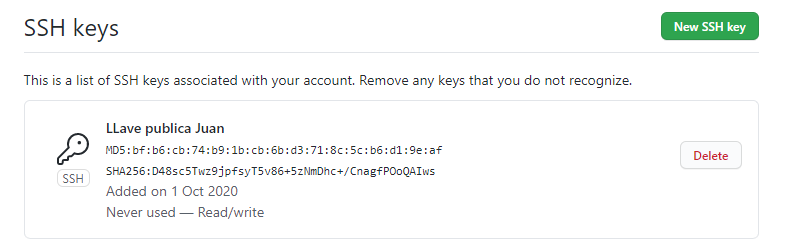 SSH keys
New SSH key
This is a list of SSH keys associated with your account. Remove any keys that you do not recognize.
LLave publica Juan
MD5:bf:b6:cb:74:b9:1b:cb:6b:d3:71:8c:5c:b6:d1:9e:af
SHA256:D48sc5Twz9jpfsyT5v86+5zNmDhc+/CnagfPOoQAIws
Delete
SSH
Added on 1 Oct 2020
Never used — Read/write